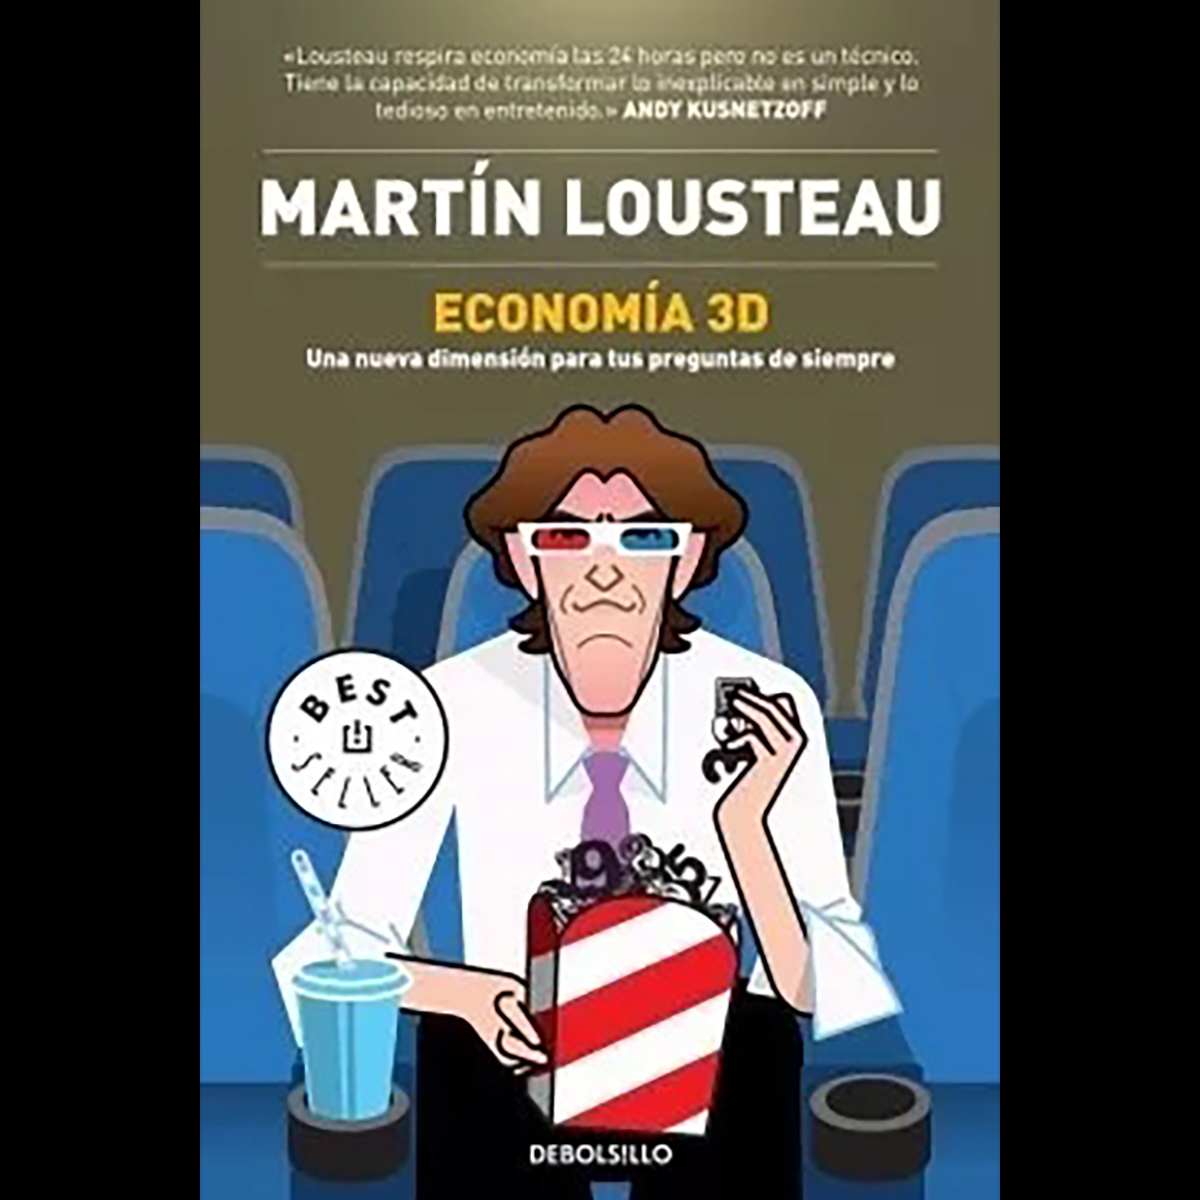 «Lousteau respira economía las 24 horas pero no es un técnico.
Tiene la capacidad de transformar lo inexplicable en simple y lo
tedioso en entretenido.» ANDY KUSNETZOFF
MARTÍN LOUSTEAU
ECONOMÍA 3D
Una nueva dimensión para tus preguntas de siempre
BEST
SELLER
DEBOLS!LLO